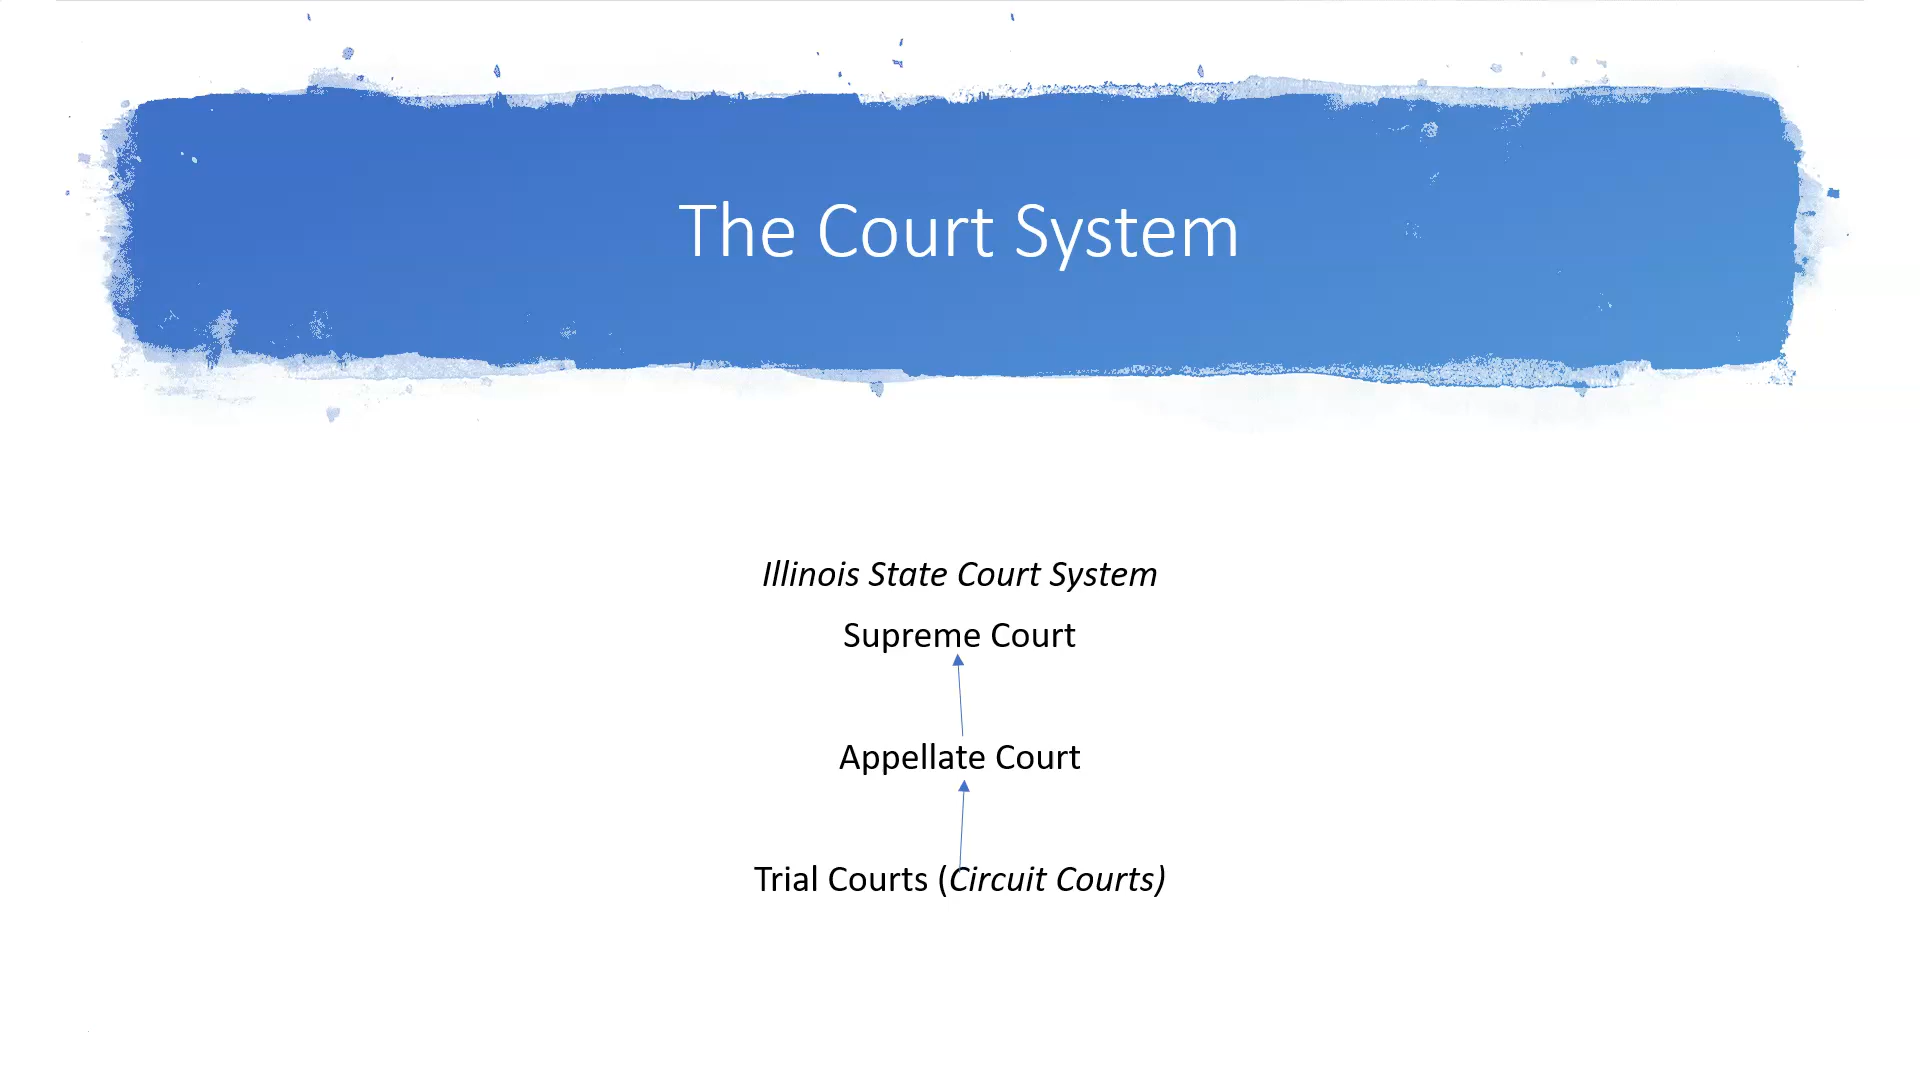 The Court System
Illinois State Court System
Supreme Court
Appellate Court
Trial Courts (Circuit Courts)